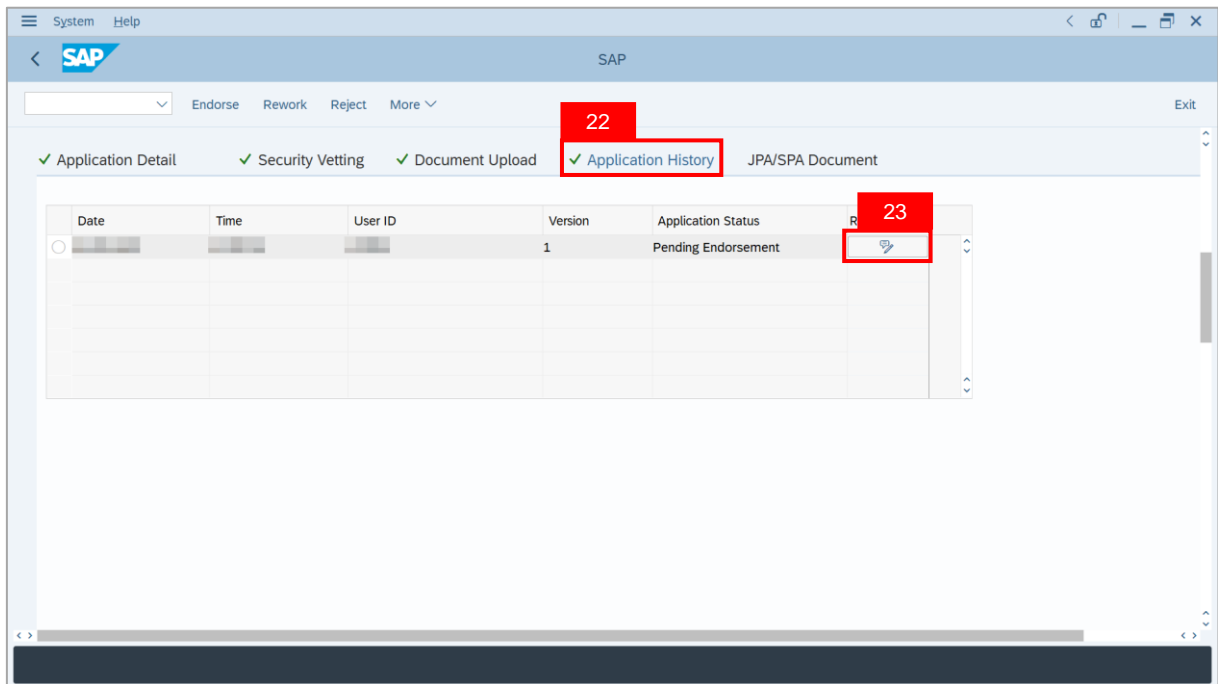 System Help
SAP
SAP
Endorse Rework Reject More Exit
22
Application Detail Security Vetting Document Upload Application History JPA/SPA Document
23
Date Time User ID Version Application Status
1 Pending Endorsement